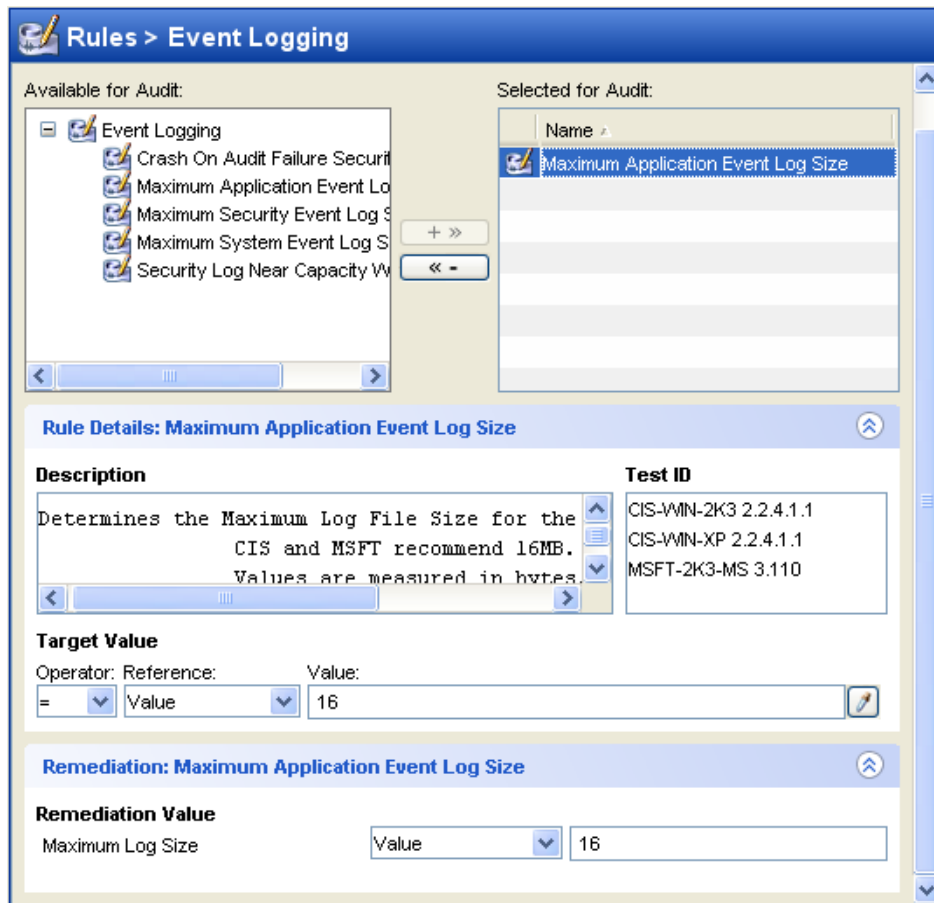 Rules > Event Logging
Available for Audit:
Event Logging
Crash On Audit Failure Securit
Maximum Application Event Lo
Maximum Security Event Log S
Maximum System Event Log S
Security Log Near Capacity W
+ »
« -
Selected for Audit:
Name
Maximum Application Event Log Size
Rule Details: Maximum Application Event Log Size
Description
Determines the Maximum Log File Size for the
CIS and MSFT recommend 16MB.
Values are measured in bytes.
Test ID
CIS-WIN-2K3 2.2.4.1.1
CIS-WIN-XP 2.2.4.1.1
MSFT-2K3-MS 3.110
Target Value
Operator: Reference: Value:
= Value 16
Remediation: Maximum Application Event Log Size
Remediation Value
Maximum Log Size Value 16